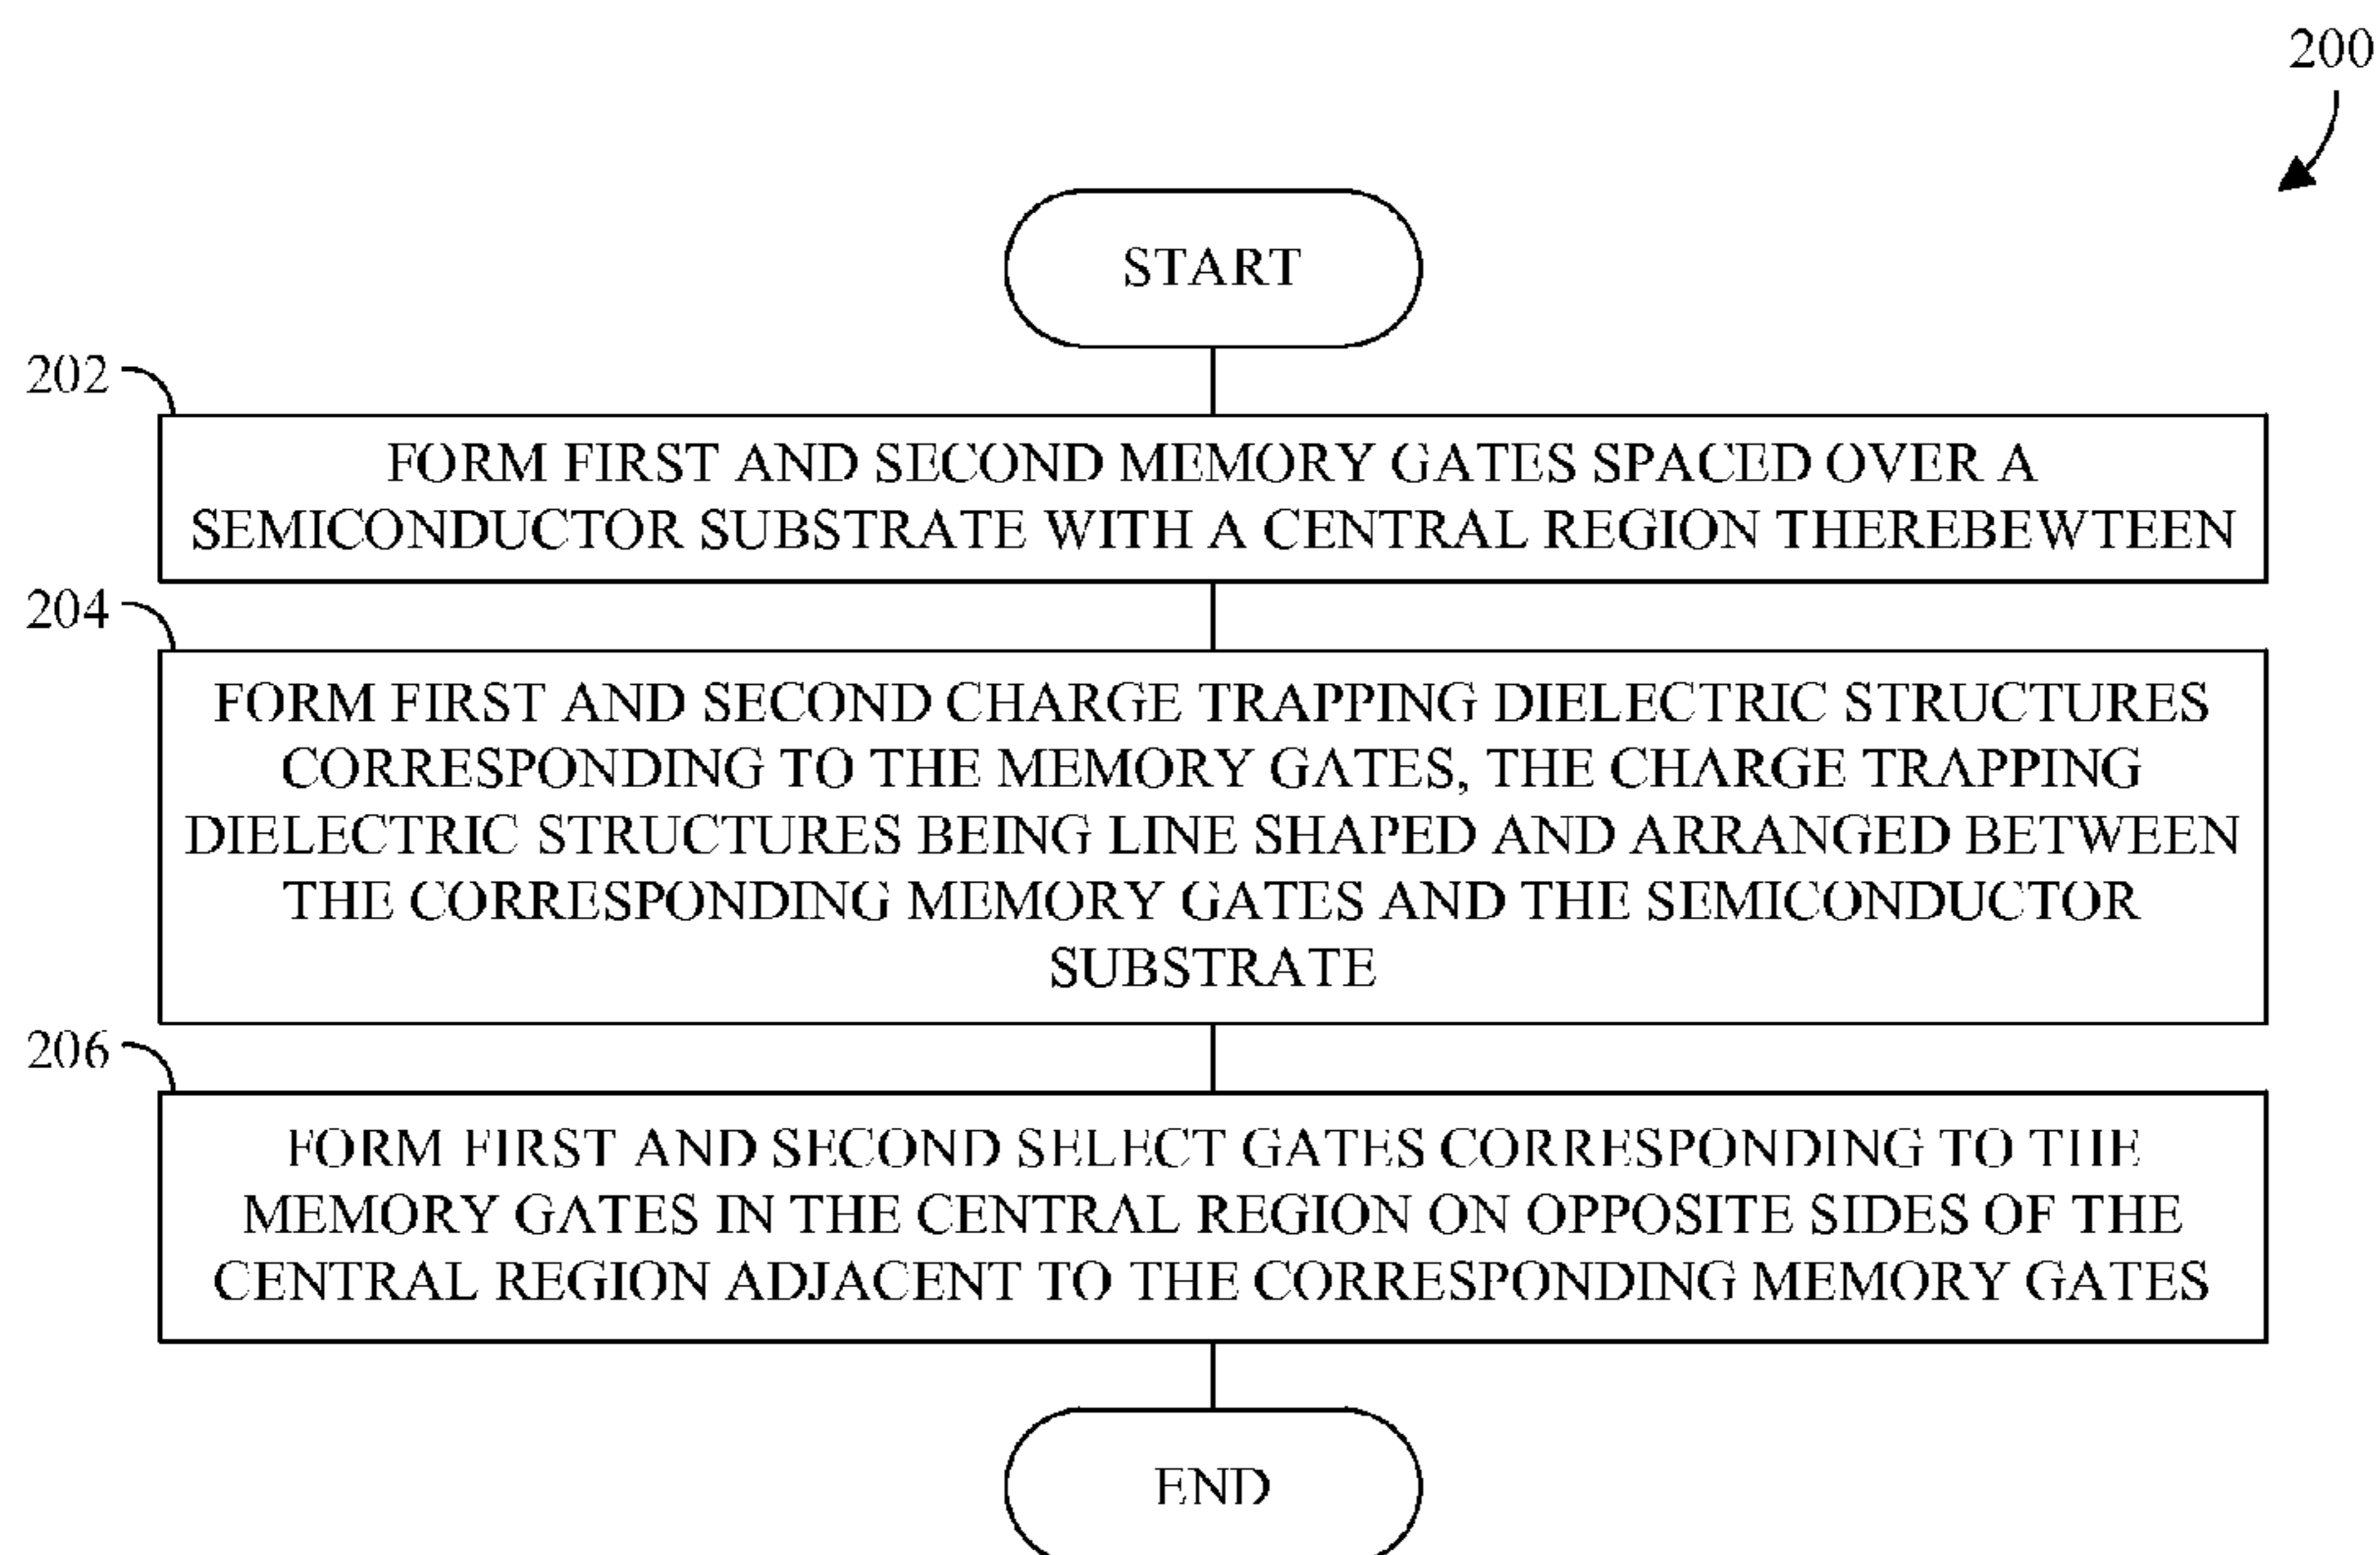 200
START
202
FORM FIRST AND SECOND MEMORY GATES SPACED OVER A
SEMICONDUCTOR SUBSTRATE WITH A CENTRAL REGION THEREBEWTEEN
204
FORM FIRST AND SECOND CHARGE TRAPPING DIELECTRIC STRUCTURES
CORRESPONDING TO THE MEMORY GATES, THE CHARGE TRAPPING
DIELECTRIC STRUCTURES BEING LINE SHAPED AND ARRANGED BETWEEN
THE CORRESPONDING MEMORY GATES AND THE SEMICONDUCTOR
SUBSTRATE
206
FORM FIRST AND SECOND SELECT GATES CORRESPONDING TO THE
MEMORY GATES IN THE CENTRAL REGION ON OPPOSITE SIDES OF THE
CENTRAL REGION ADJACENT TO THE CORRESPONDING MEMORY GATES
END